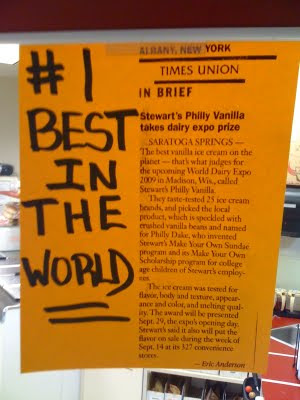 #1
BEST
IN
THE
WORLD
ALBANY, NEW YORK
TIMES UNION
IN BRIEF
Stewart's Philly Vanilla
takes dairy expo prize
SARATOGA SPRINGS —
The best vanilla ice cream on the
planet — that's what judges for
the upcoming World Dairy Expo
2009 in Madison, Wis., called
Stewart's Philly Vanilla.
They taste-tested 25 ice cream
brands, and picked the local
product, which is speckled with
crushed vanilla beans and named
for Philly Dake, who invented
Stewart's Make Your Own Sundae
program and its Make Your Own
Scholarship program for college
age children of Stewart's employ-
ees.
The ice cream was tested for
flavor, body and texture, appear-
ance and color, and melting qual-
ity. The award will be presented
Sept. 29, the expo's opening day.
Stewart's said it also will put the
flavor on sale during the week of
Sept. 14 at its 327 convenience
stores.
— Eric Anderson